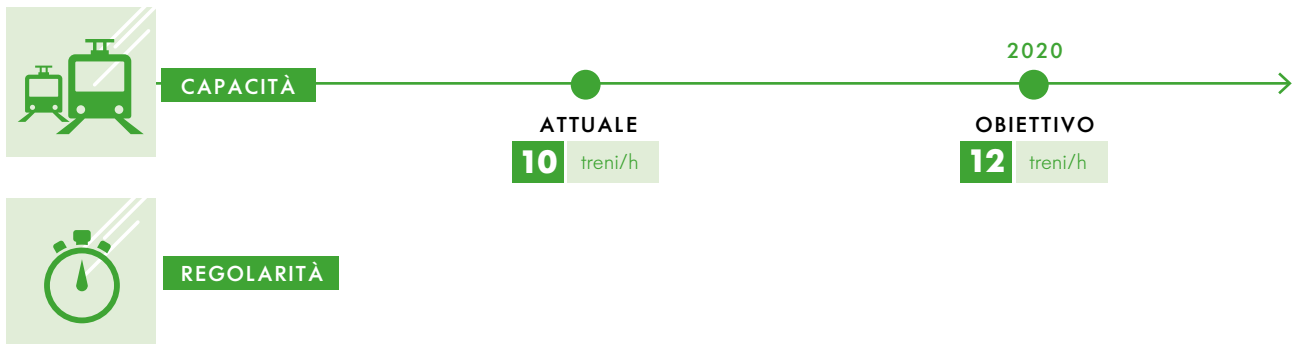 2020
CAPACITÀ
ATTUALE
OBIETTIVO
10 treni/h
12 treni/h
REGOLARITÀ